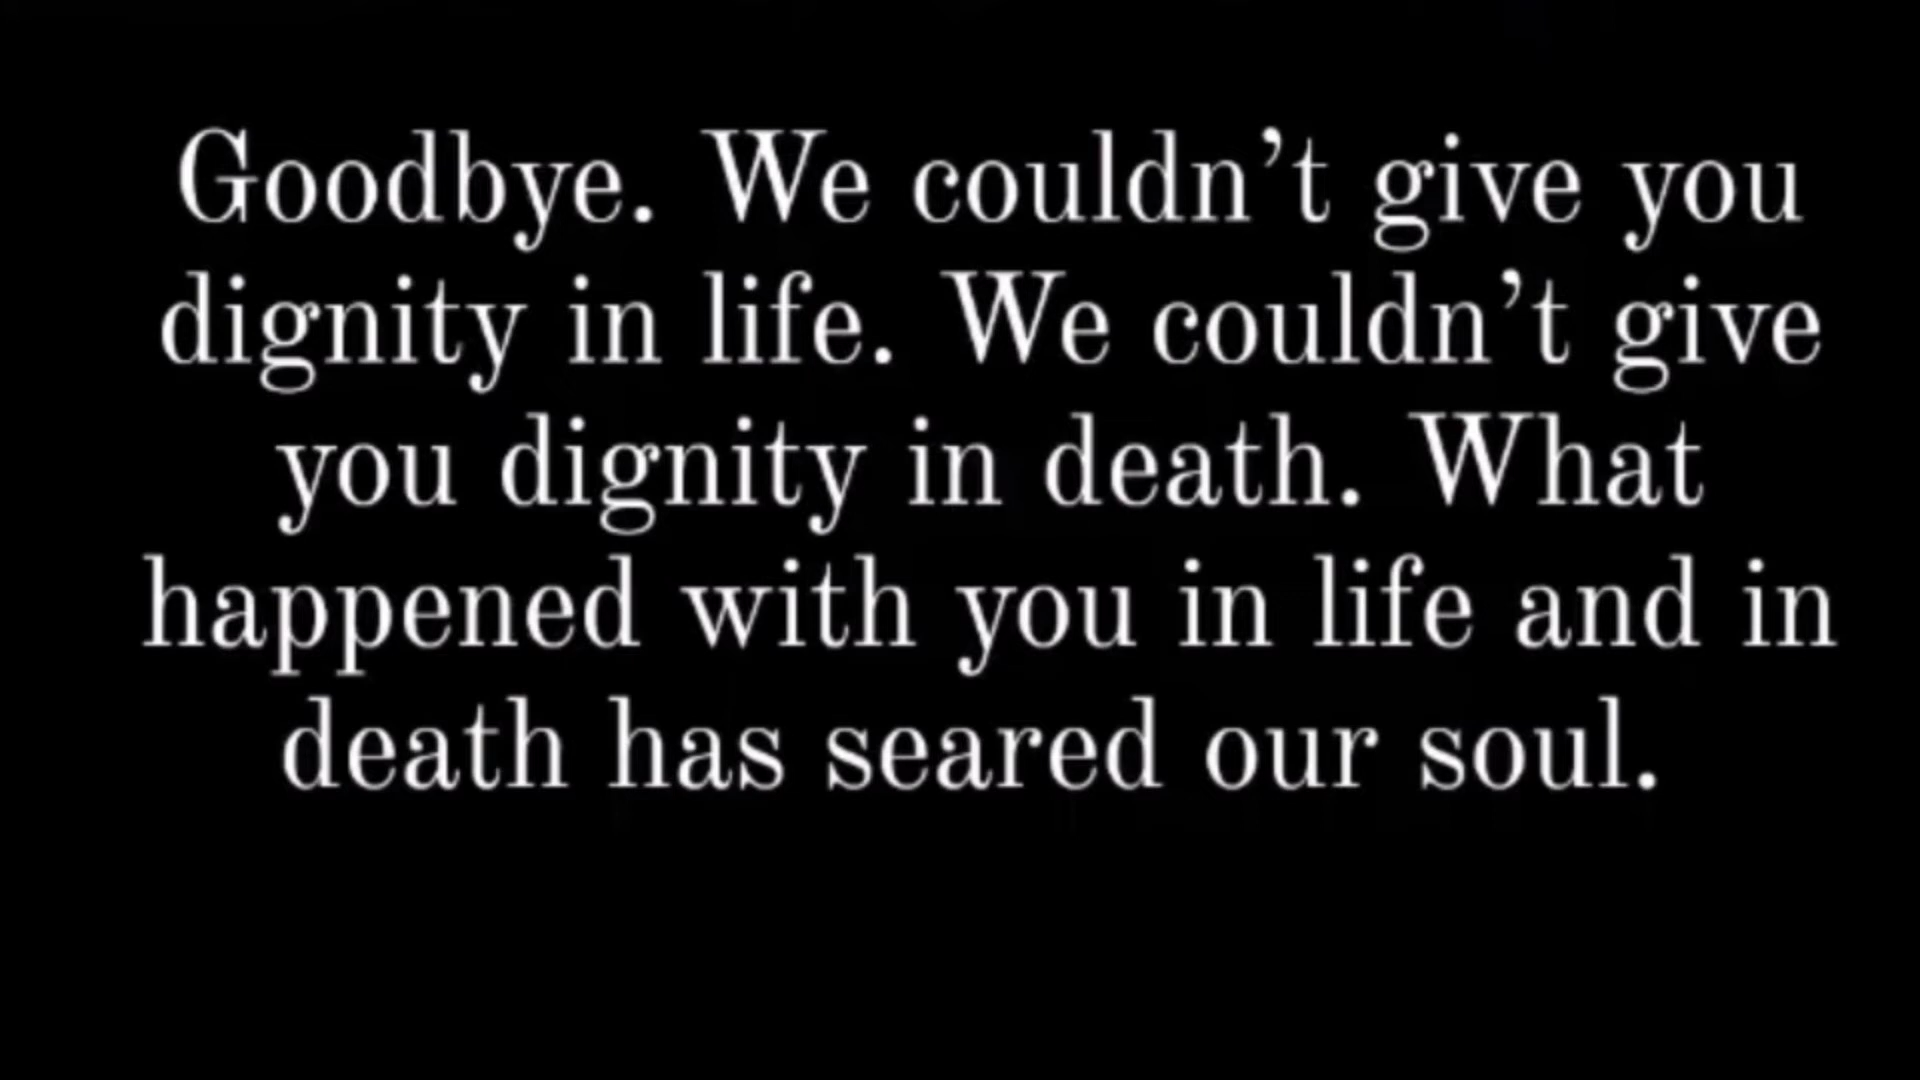 Goodbye. We couldn’t give you
dignity in life. We couldn’t give
you dignity in death. What
happened with you in life and in
death has seared our soul.